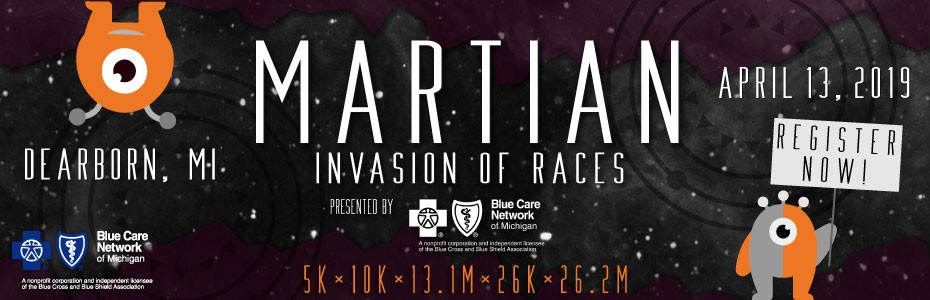 MARTIAN
INVASION OF RACES
DEARBORN, MI
APRIL 13, 2019
REGISTER
NOW!
PRESENTED BY
Blue Care
Network
of Michigan
A nonprofit corporation and independent licensee
of the Blue Cross and Blue Shield Association
5K×10K×13.1M×26K×26.2M
Blue Care
Network
of Michigan
A nonprofit corporation and independent licensee
of the Blue Cross and Blue Shield Association